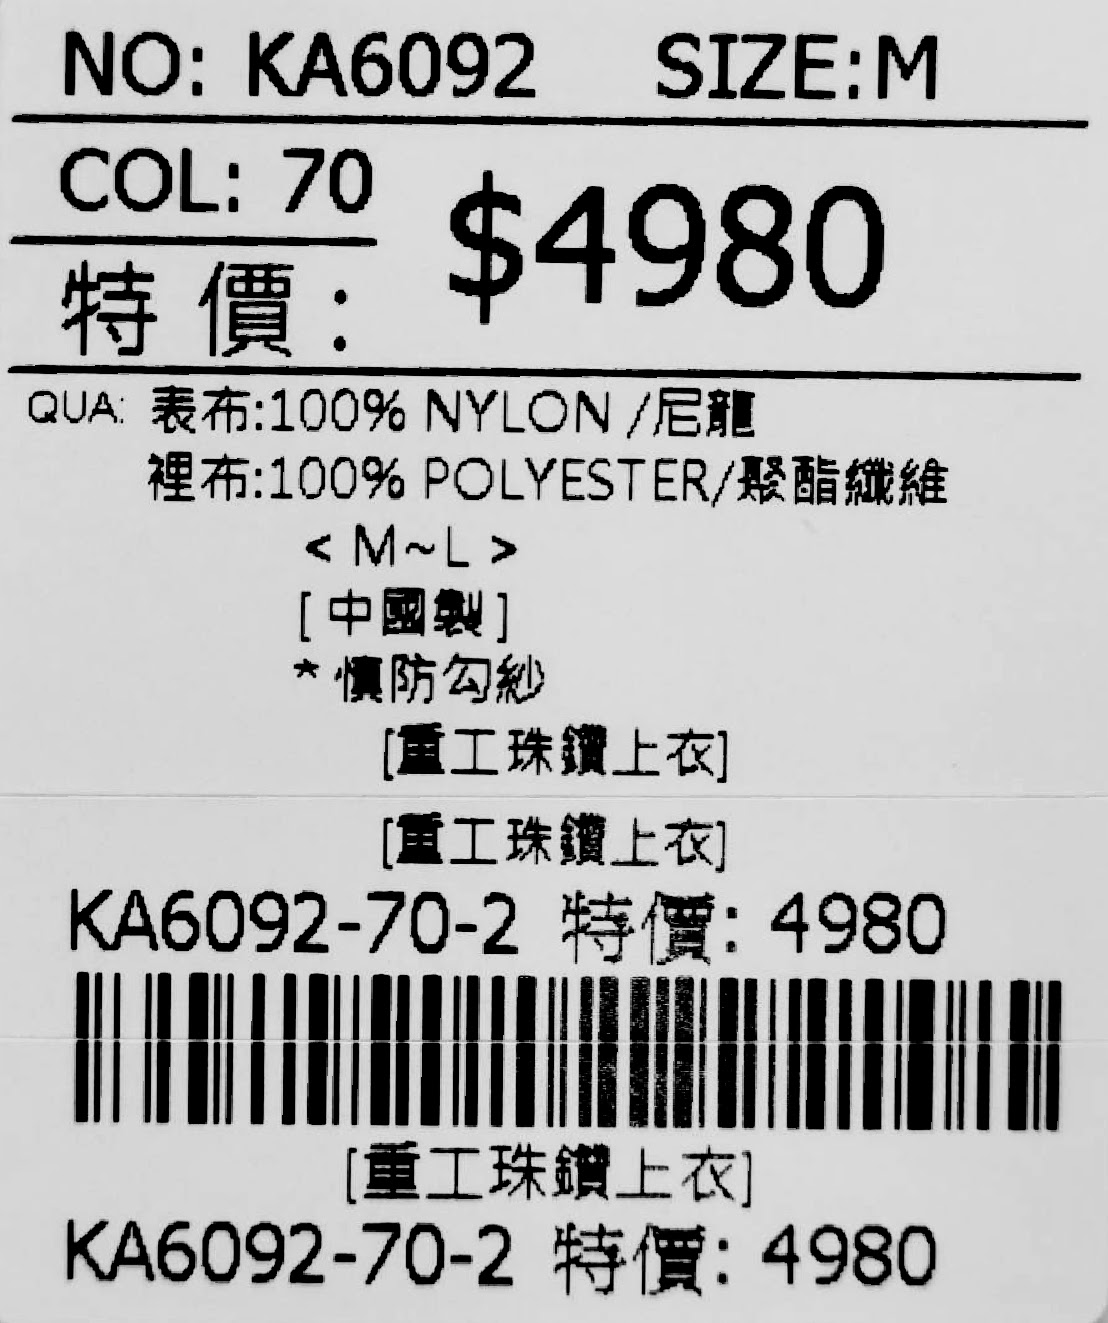 NO: KA6092 SIZE:M
COL: 70
$4980
特價:
QUA: 表布:100% NYLON /尼龍
裡布:100% POLYESTER/聚酯纖維
< M~L >
[中國製]
* 慎防勾紗
[重工珠鑽上衣]
[重工珠鑽上衣]
KA6092-70-2 特價: 4980
[重工珠鑽上衣]
KA6092-70-2 特價: 4980